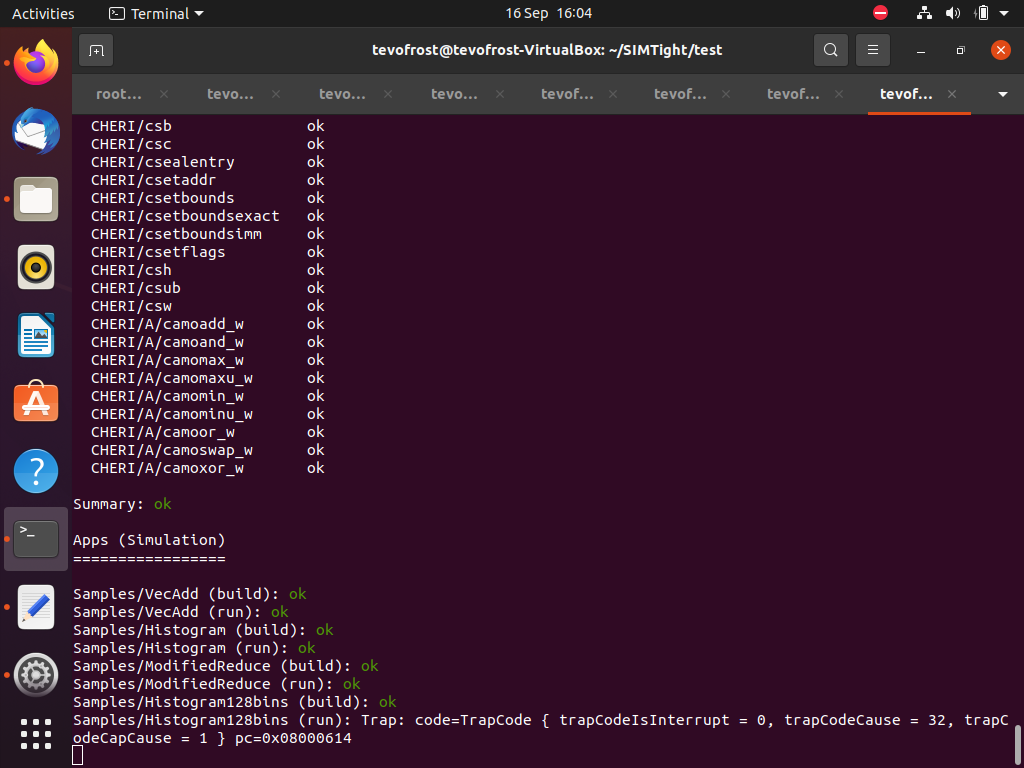 Activities
Terminal
16 Sep 16:04
tevofrost@tevofrost-VirtualBox: ~/SIMTight/test
root...
tevo...
tevo...
tevo...
tevof...
tevof...
tevof...
tevof...
CHERI/csb ok
CHERI/csc ok
CHERI/csealentry ok
CHERI/csetaddr ok
CHERI/csetbounds ok
CHERI/csetboundsexact ok
CHERI/csetboundsimm ok
CHERI/csetflags ok
CHERI/csh ok
CHERI/csub ok
CHERI/csw ok
CHERI/A/camoadd_w ok
CHERI/A/camoand_w ok
CHERI/A/camomax_w ok
CHERI/A/camomaxu_w ok
CHERI/A/camomin_w ok
CHERI/A/camominu_w ok
CHERI/A/camoor_w ok
CHERI/A/camoswap_w ok
CHERI/A/camoxor_w ok
Summary: ok
Apps (Simulation)
=================
Samples/VecAdd (build): ok
Samples/VecAdd (run): ok
Samples/Histogram (build): ok
Samples/Histogram (run): ok
Samples/ModifiedReduce (build): ok
Samples/ModifiedReduce (run): ok
Samples/Histogram128bins (build): ok
Samples/Histogram128bins (run): Trap: code=TrapCode { trapCodeIsInterrupt = 0, trapCodeCause = 32, trapC
odeCapCause = 1 } pc=0x08000614